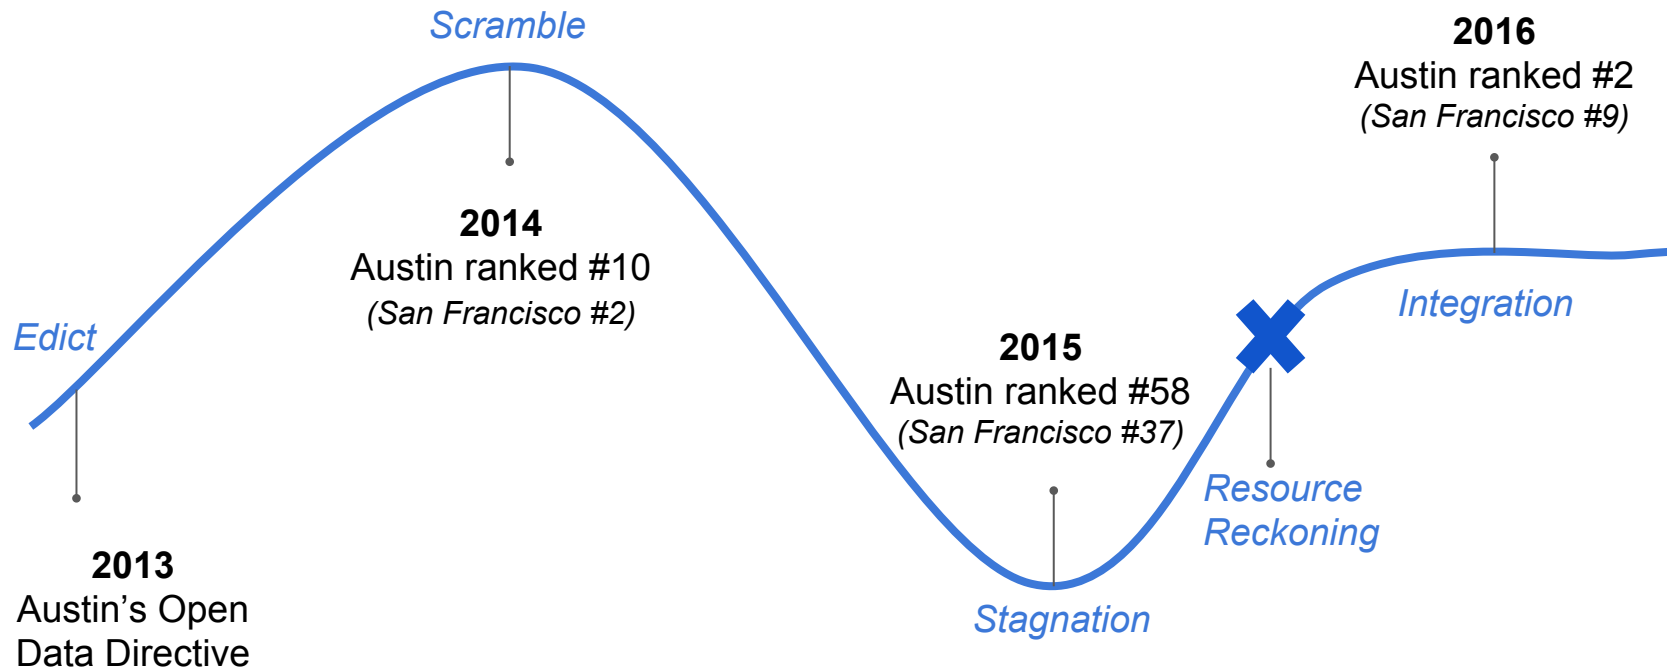 Scramble
2016
Austin ranked #2
(San Francisco #9)
2014
Austin ranked #10
(San Francisco #2)
Edict
Integration
2015
Austin ranked #58
(San Francisco #37)
Resource
Reckoning
2013
Austin’s Open
Data Directive
Stagnation